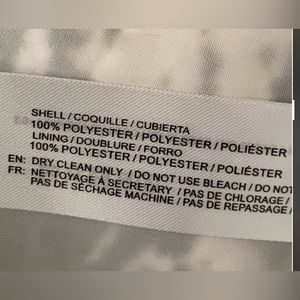 SHELL / COQUILLE / CUBIERTA
100% POLYESTER / POLYESTER / POLIÉSTER
LINING / DOUBLURE / FORRO
100% POLYESTER / POLYESTER / POLIÉSTER
EN: DRY CLEAN ONLY / DO NOT USE BLEACH / DO NOT
FR: NETTOYAGE À SECRETARY / PAS DE CHLORAGE /
PAS DE SÉCHAGE MACHINE / PAS DE REPASSAGE /